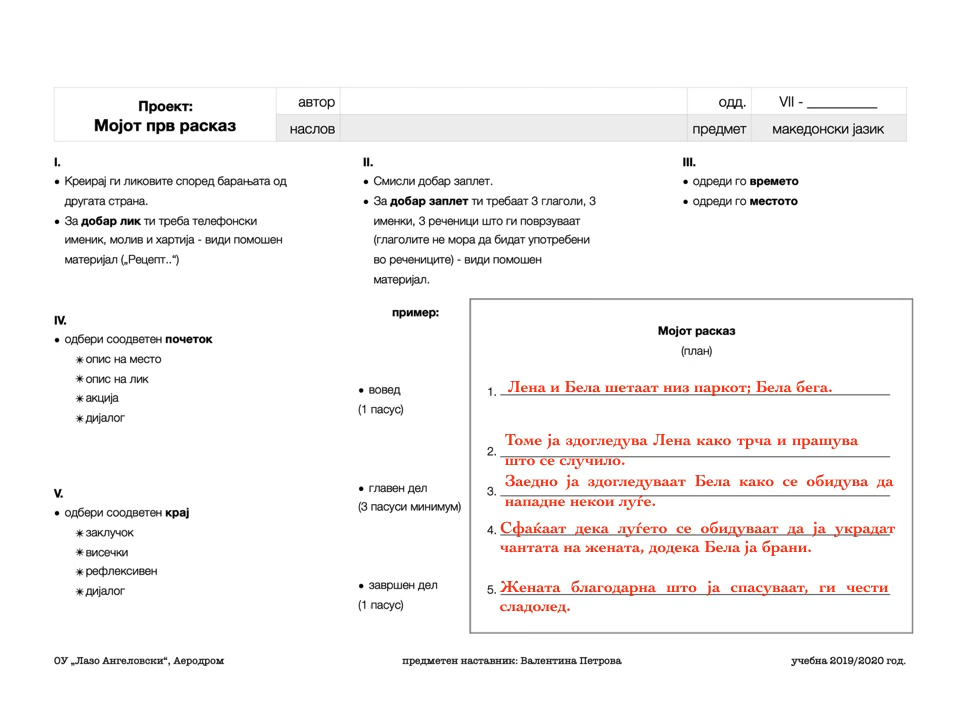 Проект:
Мојот прв расказ
автор
одд.
VII - __________
наслов
предмет
македонски јазик
I.
• Креирај ги ликовите според барањата од
другата страна.
• За добар лик ти треба телефонски
именик, молив и хартија - види помошен
материјал („Рецепт..“)
II.
• Смисли добар заплет.
• За добар заплет ти требаат 3 глаголи, 3
именки, 3 реченици што ги поврзуваат
(глаголите не мора да бидат употребени
во речениците) - види помошен
материјал.
III.
• одреди го времето
• одреди го местото
IV.
• одбери соодветен почеток
✴ опис на место
✴ опис на лик
✴ акција
✴ дијалог
V.
• одбери соодветен крај
✴ заклучок
✴ висечки
✴ рефлексивен
✴ дијалог
пример:
• вовед
(1 пасус)
• главен дел
(3 пасуси минимум)
• завршен дел
(1 пасус)
Мојот расказ
(план)
1. Лена и Бела шетаат низ паркот; Бела бега.
2. Томе ја здогледува Лена како трча и прашува
што се случило.
3. Заедно ја здогледуваат Бела како се обидува да
нападне некои луѓе.
4. Сфаќаат дека луѓето се обидуваат да ја украдат
чантата на жената, додека Бела ја брани.
5. Жената благодарна што ја спасуваат, ги чести
сладолед.
ОУ „Лазо Ангеловски“, Аеродром
предметен наставник: Валентина Петрова
учебна 2019/2020 год.